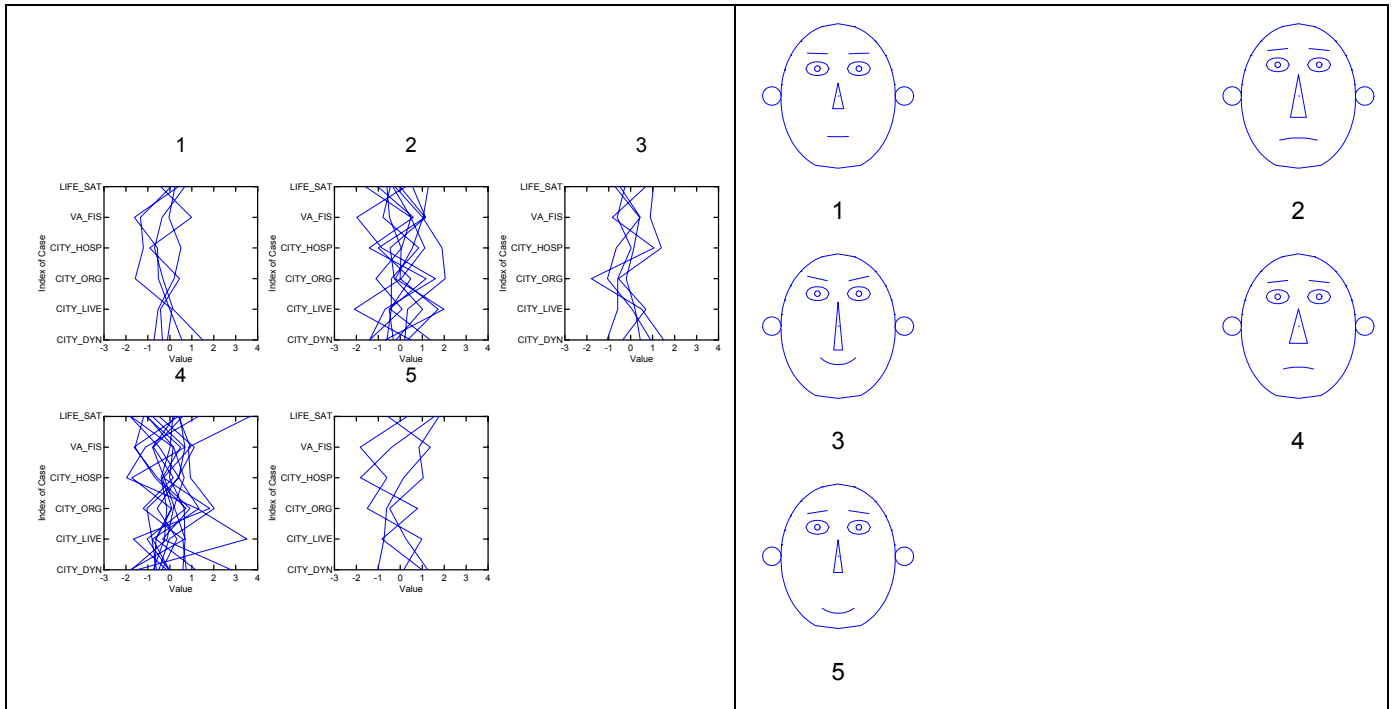 1
2
3
LIFE_SAT
VA_FIS
CITY_HOSP
CITY_ORG
CITY_LIVE
CITY_DYN
Index of Case
-3 -2 -1 0 1 2 3 4
Value
LIFE_SAT
VA_FIS
CITY_HOSP
CITY_ORG
CITY_LIVE
CITY_DYN
Index of Case
-3 -2 -1 0 1 2 3 4
Value
LIFE_SAT
VA_FIS
CITY_HOSP
CITY_ORG
CITY_LIVE
CITY_DYN
Index of Case
-3 -2 -1 0 1 2 3 4
Value
4
5
LIFE_SAT
VA_FIS
CITY_HOSP
CITY_ORG
CITY_LIVE
CITY_DYN
Index of Case
-3 -2 -1 0 1 2 3 4
Value
LIFE_SAT
VA_FIS
CITY_HOSP
CITY_ORG
CITY_LIVE
CITY_DYN
Index of Case
-3 -2 -1 0 1 2 3 4
Value
1
2
3
4
5